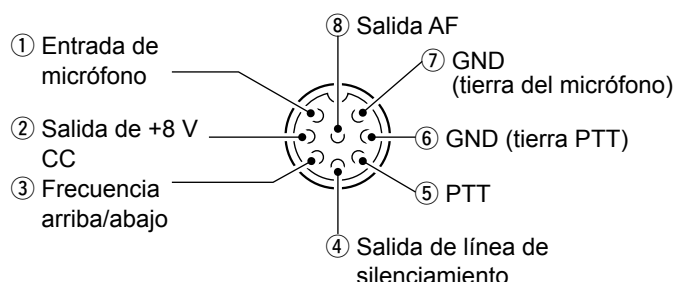 ① Entrada de
micrófono
② Salida de +8 V
CC
③ Frecuencia
arriba/abajo
④ Salida de línea de
silenciamiento
⑤ PTT
⑥ GND (tierra PTT)
⑦ GND
(tierra del micrófono)
⑧ Salida AF